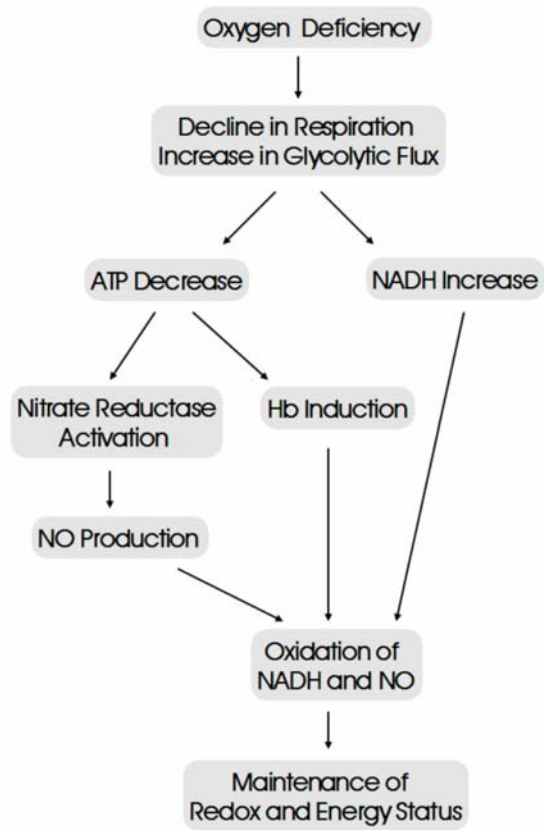 Oxygen Deficiency
Decline in Respiration
Increase in Glycolytic Flux
ATP Decrease
NADH Increase
Nitrate Reductase
Activation
Hb Induction
NO Production
Oxidation of
NADH and NO
Maintenance of
Redox and Energy Status